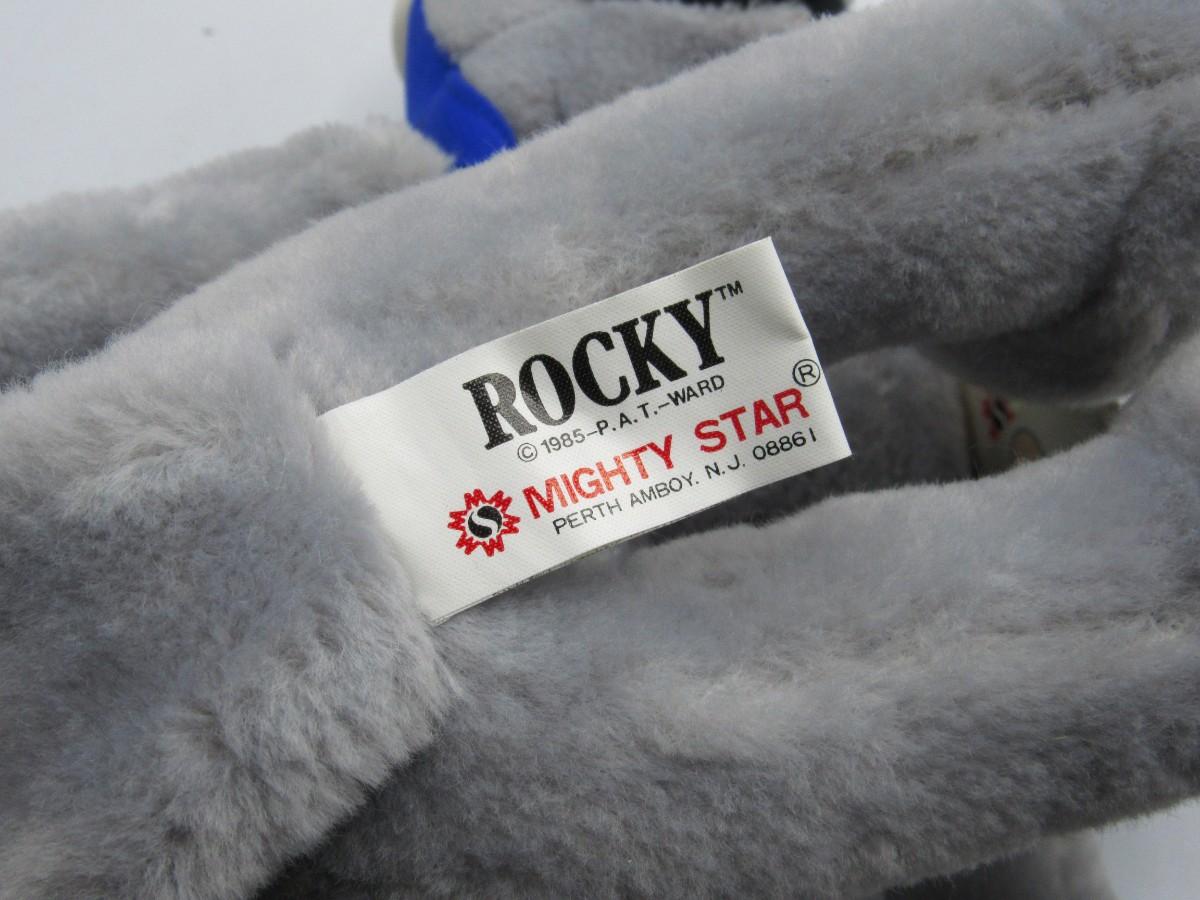 ROCKY™
©1985-P.A.T.-WARD
MIGHTY STAR®
PERTH AMBOY. N.J. 08861